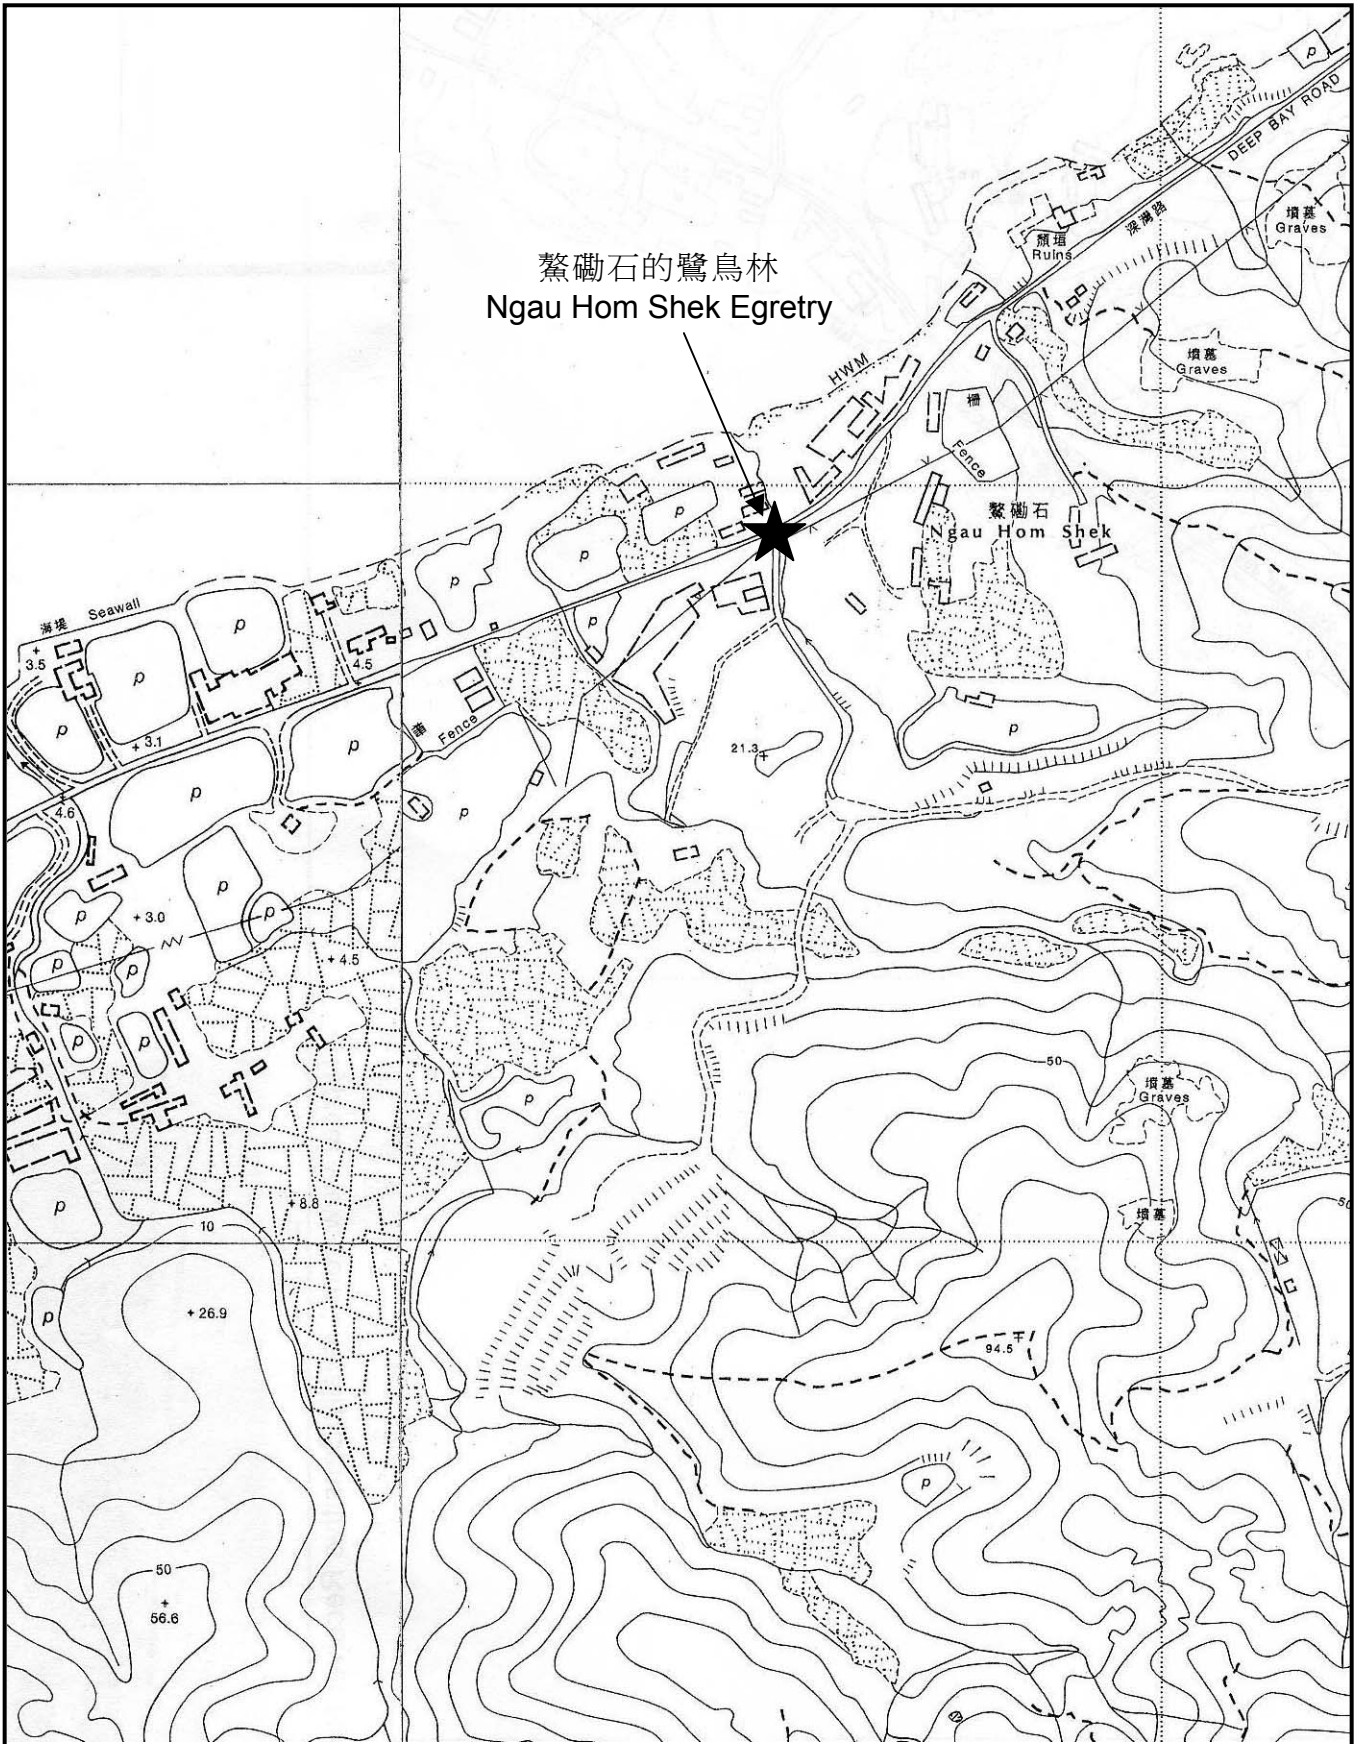 p
DEEP BAY ROAD
深灣路
墳墓
Graves
頹垣
Ruins
鰲磡石的鷺鳥林
Ngau Hom Shek Egretry
HWM
墳墓
Graves
柵
Fence
鰲磡石
Ngau Hom Shek
p
p
p
p
海堤 Seawall
3.5
p
p
4.5
p
p
3.1
p
Fence
p
21.3
p
4.6
p
p
p
p
3.0
4.5
p
p
p
p
50
墳墓
Graves
p
p
8.8
10
墳墓
50
26.9
p
94.5
p
50
56.6